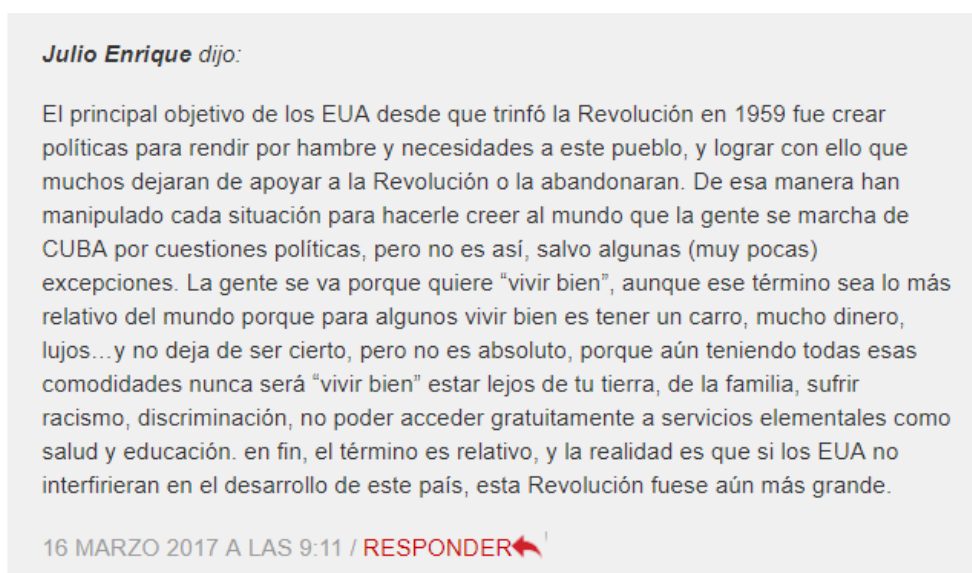 Julio Enrique dijo:
El principal objetivo de los EUA desde que trinfó la Revolución en 1959 fue crear
políticas para rendir por hambre y necesidades a este pueblo, y lograr con ello que
muchos dejaran de apoyar a la Revolución o la abandonaran. De esa manera han
manipulado cada situación para hacerle creer al mundo que la gente se marcha de
CUBA por cuestiones políticas, pero no es así, salvo algunas (muy pocas)
excepciones. La gente se va porque quiere “vivir bien”, aunque ese término sea lo más
relativo del mundo porque para algunos vivir bien es tener un carro, mucho dinero,
lujos…y no deja de ser cierto, pero no es absoluto, porque aún teniendo todas esas
comodidades nunca será “vivir bien” estar lejos de tu tierra, de la familia, sufrir
racismo, discriminación, no poder acceder gratuitamente a servicios elementales como
salud y educación. en fin, el término es relativo, y la realidad es que si los EUA no
interfirieran en el desarrollo de este país, esta Revolución fuese aún más grande.
16 MARZO 2017 A LAS 9:11 / RESPONDER